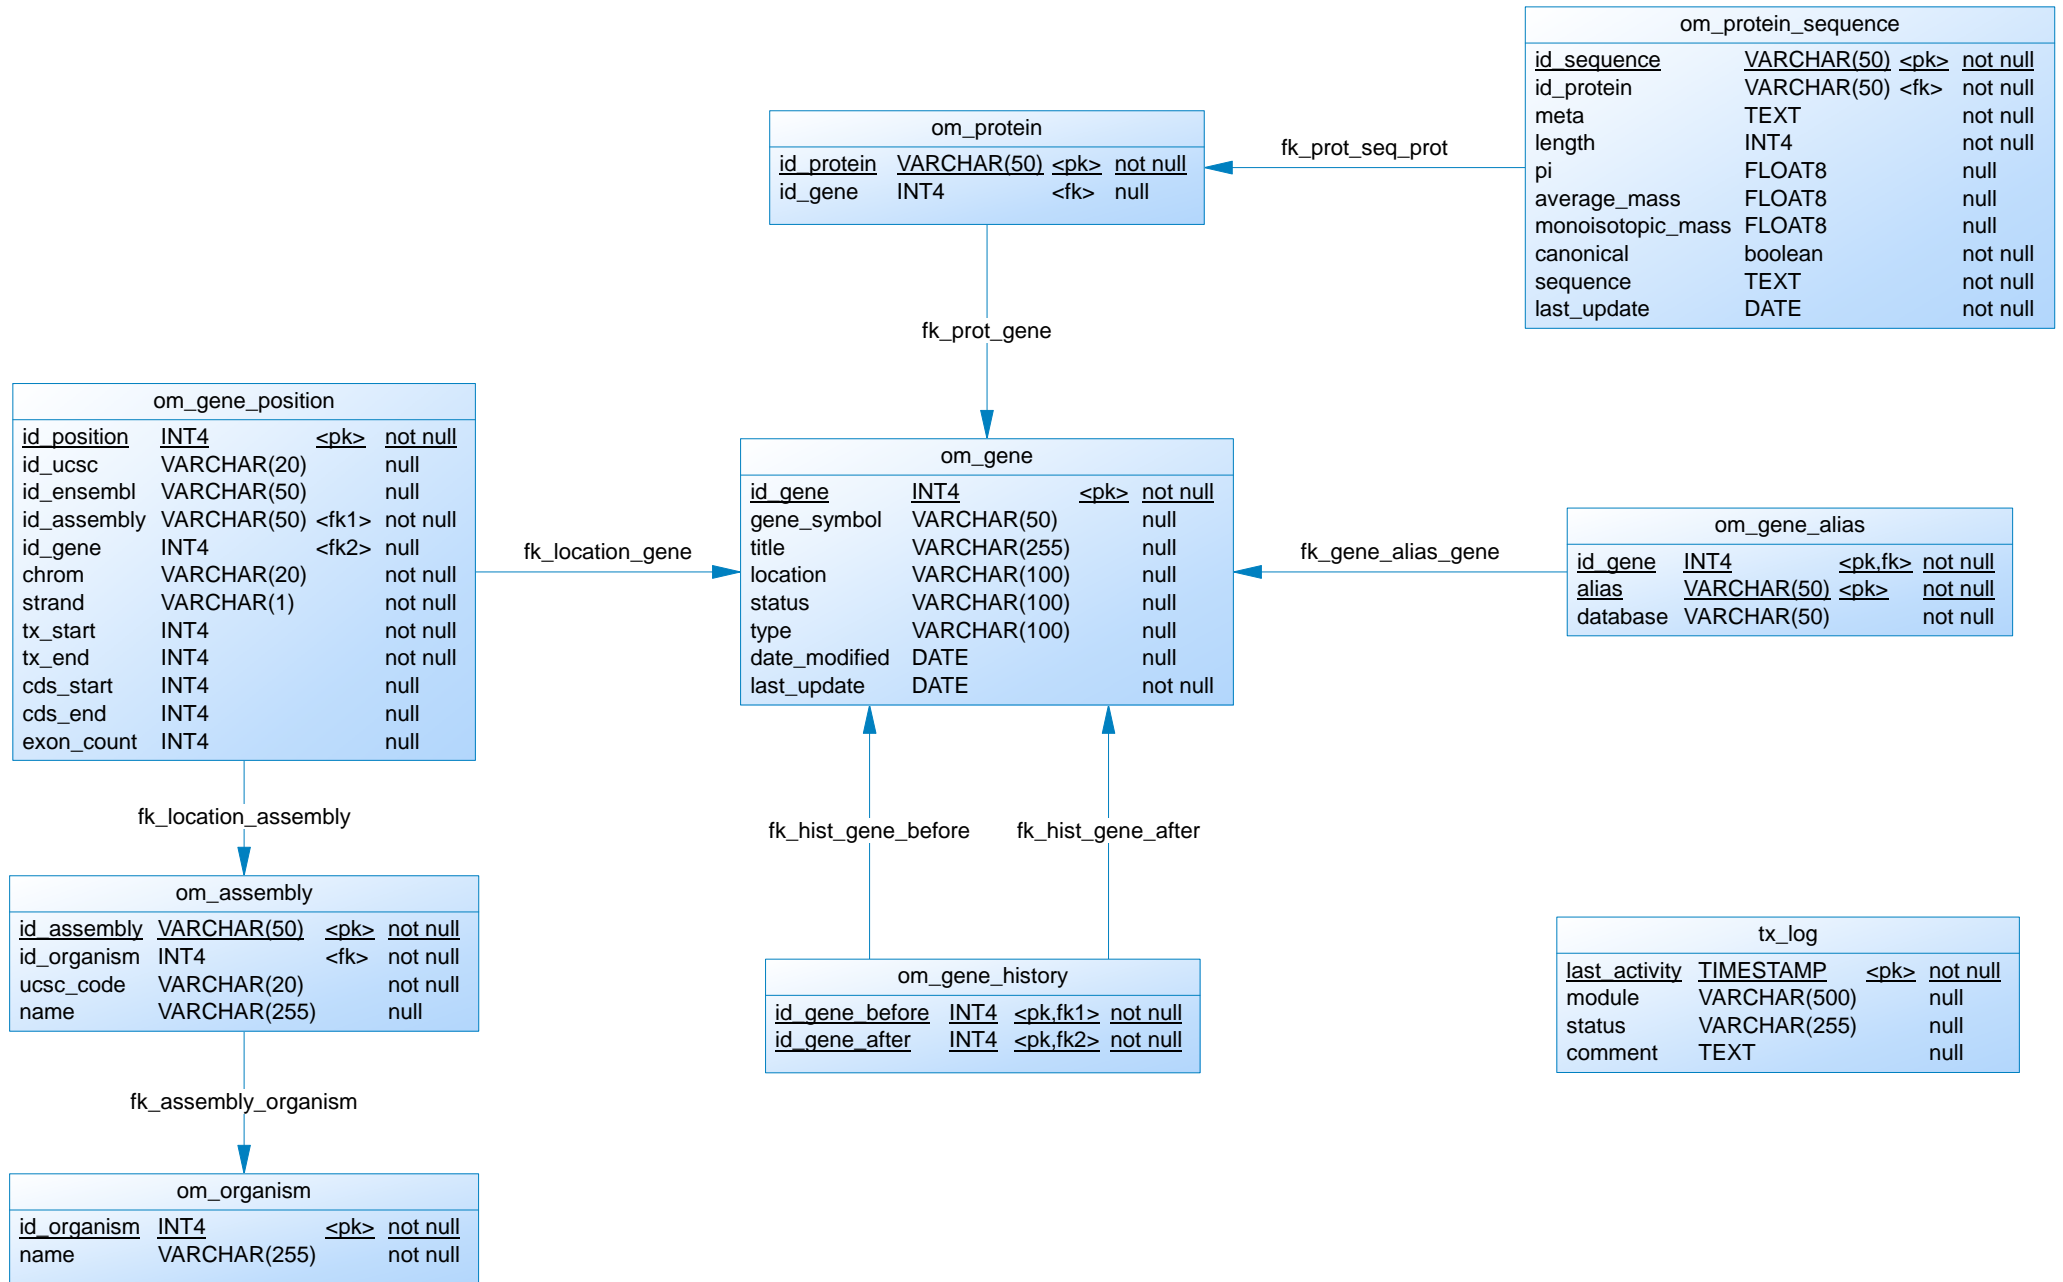 om_protein_sequence
id_sequence VARCHAR(50) <pk> not null
id_protein VARCHAR(50) <fk> not null
meta TEXT not null
length INT4 not null
pi FLOAT8 null
average_mass FLOAT8 null
monoisotopic_mass FLOAT8 null
canonical boolean not null
sequence TEXT not null
last_update DATE not null
om_protein
id_protein VARCHAR(50) <pk> not null
id_gene INT4 <fk> null
fk_prot_seq_prot
fk_prot_gene
om_gene_position
id_position INT4 <pk> not null
id_ucsc VARCHAR(20) null
id_ensembl VARCHAR(50) null
id_assembly VARCHAR(50) <fk1> not null
id_gene INT4 <fk2> null
chrom VARCHAR(20) not null
strand VARCHAR(1) not null
tx_start INT4 not null
tx_end INT4 not null
cds_start INT4 null
cds_end INT4 null
exon_count INT4 null
fk_location_gene
om_gene
id_gene INT4 <pk> not null
gene_symbol VARCHAR(50) null
title VARCHAR(255) null
location VARCHAR(100) null
status VARCHAR(100) null
type VARCHAR(100) null
date_modified DATE null
last_update DATE not null
fk_gene_alias_gene
om_gene_alias
id_gene INT4 <pk,fk> not null
alias VARCHAR(50) <pk> not null
database VARCHAR(50) not null
fk_location_assembly
fk_hist_gene_before
fk_hist_gene_after
om_assembly
id_assembly VARCHAR(50) <pk> not null
id_organism INT4 <fk> not null
ucsc_code VARCHAR(20) not null
name VARCHAR(255) null
om_gene_history
id_gene_before INT4 <pk,fk1> not null
id_gene_after INT4 <pk,fk2> not null
tx_log
last_activity TIMESTAMP <pk> not null
module VARCHAR(500) null
status VARCHAR(255) null
comment TEXT null
fk_assembly_organism
om_organism
id_organism INT4 <pk> not null
name VARCHAR(255) not null